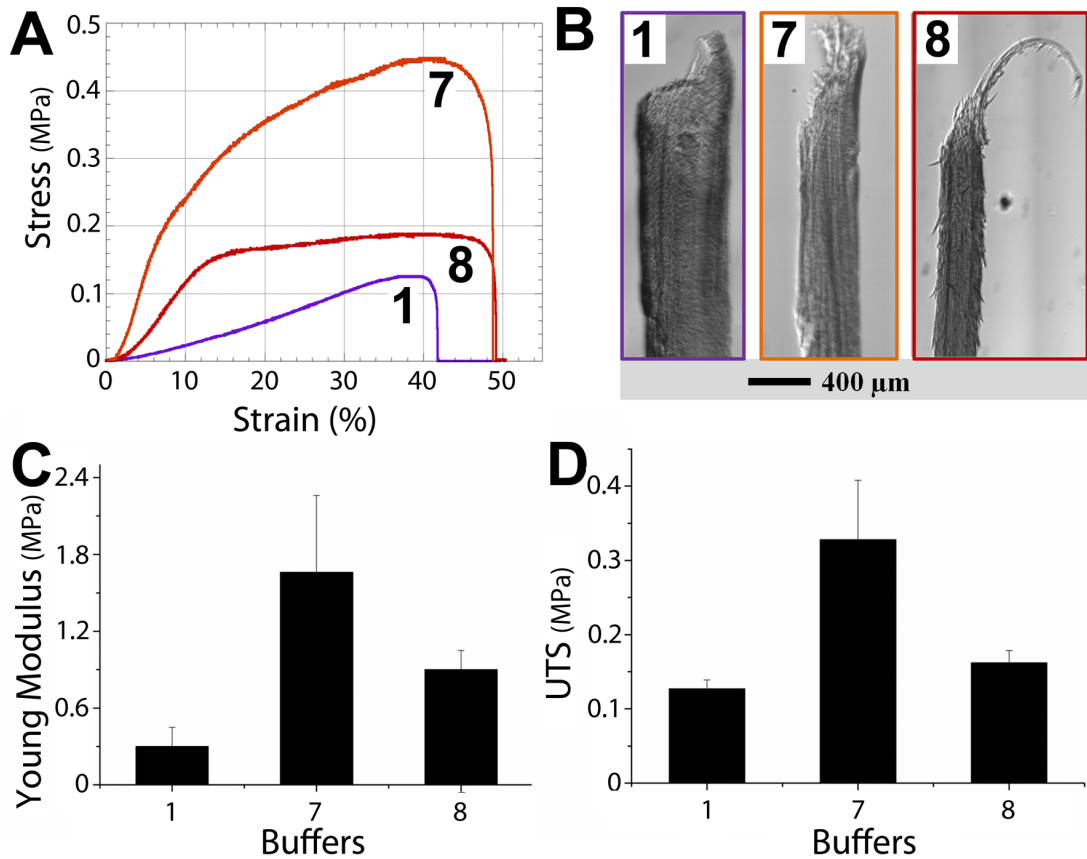 A
0.5
0.4
0.3
0.2
0.1
0
Stress (MPa)
7
8
1
0 10 20 30 40 50
Strain (%)
B
1 7 8
400 µm
C
2.4
1.8
1.2
0.6
0
Young Modulus (MPa)
1 7 8
Buffers
D
0.4
0.3
0.2
0.1
0
UTS (MPa)
1 7 8
Buffers